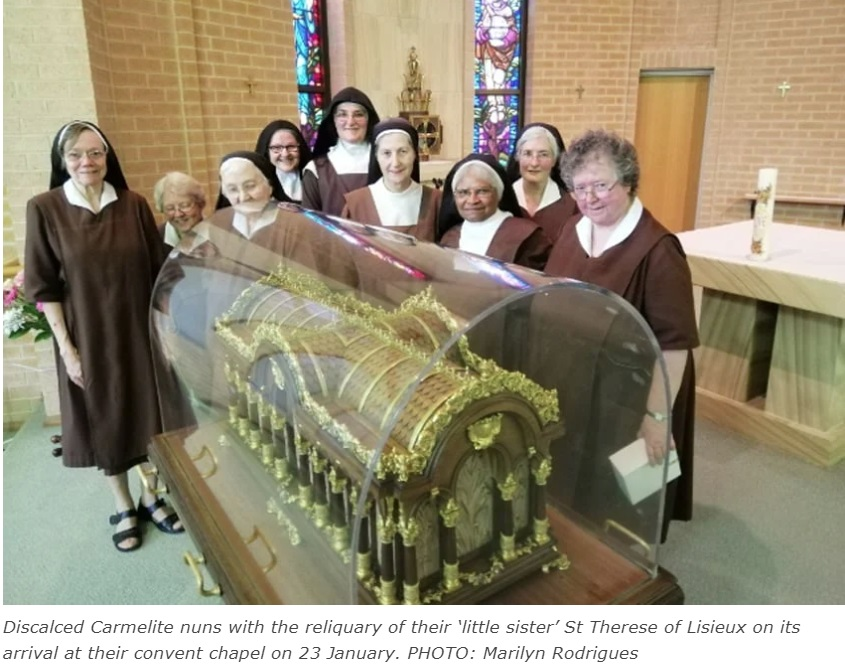 Discalced Carmelite nuns with the reliquary of their ‘little sister’ St Therese of Lisieux on its
arrival at their convent chapel on 23 January. PHOTO: Marilyn Rodrigues